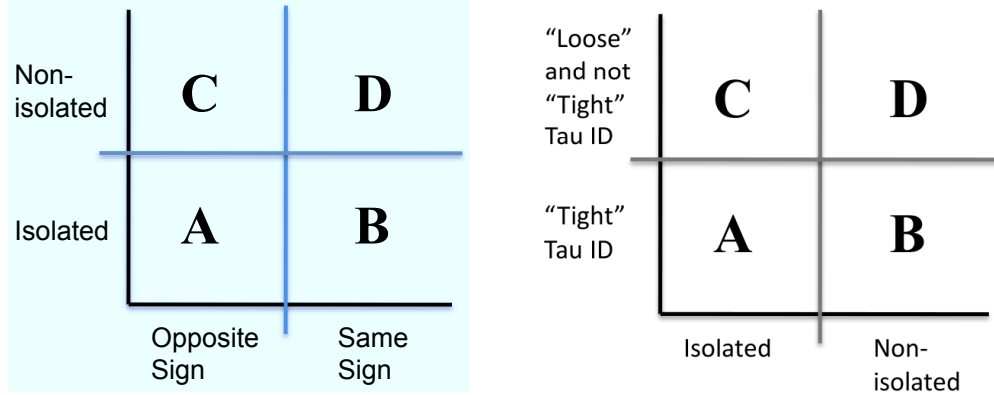 Non-
isolated
C
D
Isolated
A
B
Opposite
Sign
Same
Sign
“Loose”
and not
“Tight”
Tau ID
C
D
“Tight”
Tau ID
A
B
Isolated
Non-
isolated